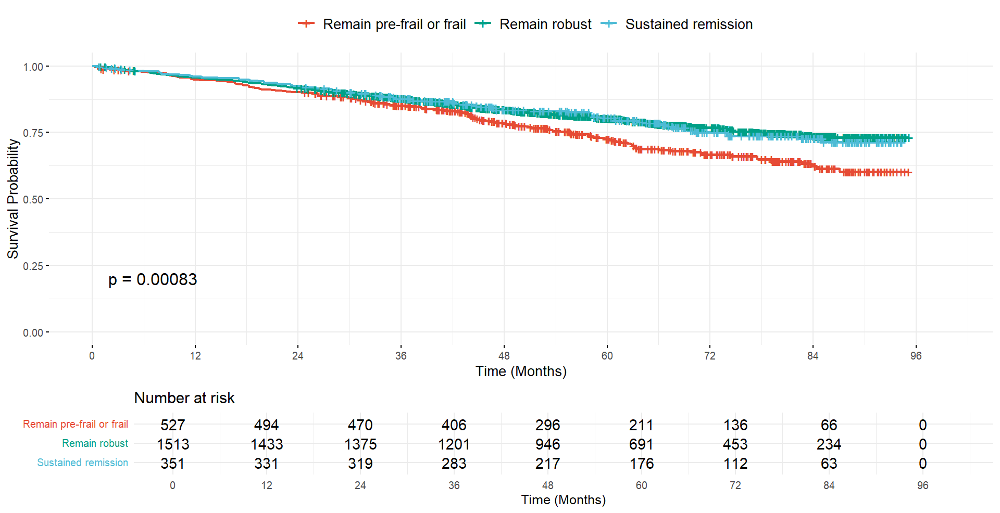 Remain pre-frail or frail Remain robust Sustained remission
1.00
0.75
0.50
0.25
0.00
Survival Probability
p = 0.00083
0 12 24 36 48 60 72 84 96
Time (Months)
Number at risk
Remain pre-frail or frail 527 494 470 406 296 211 136 66 0
Remain robust 1513 1433 1375 1201 946 691 453 234 0
Sustained remission 351 331 319 283 217 176 112 63 0
0 12 24 36 48 60 72 84 96
Time (Months)